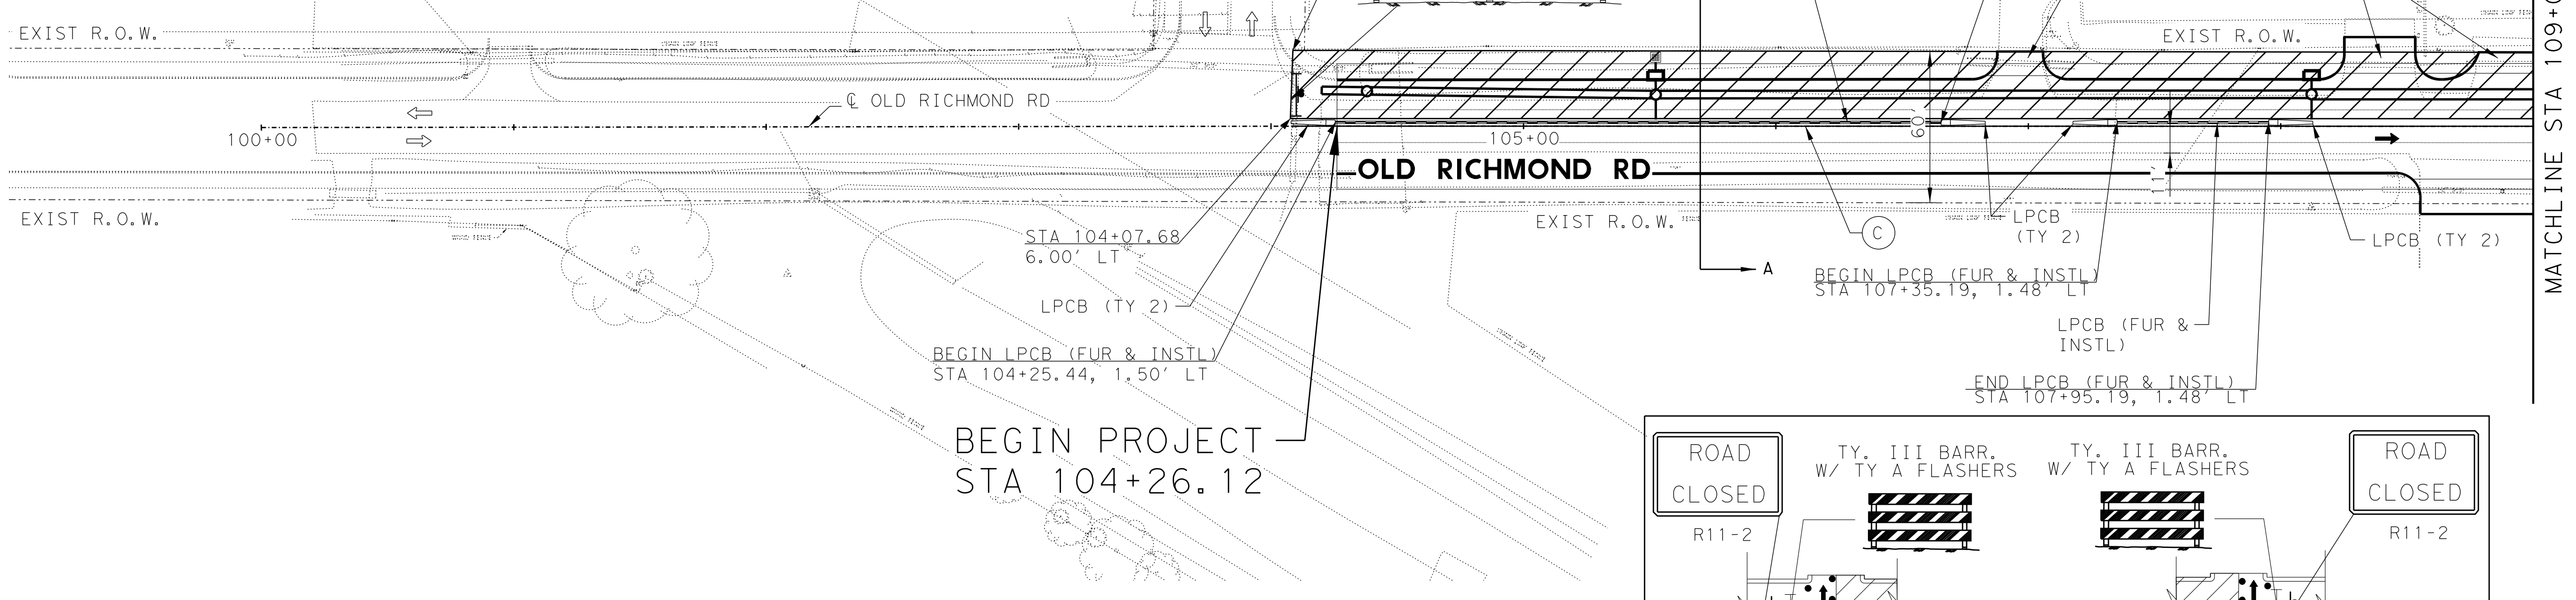 EXIST R.O.W.
EXIST R.O.W.
℄ OLD RICHMOND RD
100+00
105+00
60'
OLD RICHMOND RD
11'
EXIST R.O.W.
EXIST R.O.W.
STA 104+07.68
6.00' LT
C
LPCB
(TY 2)
LPCB (TY 2)
A
BEGIN LPCB (FUR & INSTL)
STA 107+35.19, 1.48' LT
LPCB (TY 2)
LPCB (FUR &
INSTL)
BEGIN LPCB (FUR & INSTL)
STA 104+25.44, 1.50' LT
END LPCB (FUR & INSTL)
STA 107+95.19, 1.48' LT
BEGIN PROJECT
STA 104+26.12
MATCHLINE STA 109+0
ROAD
CLOSED
R11-2
TY. III BARR.
W/ TY A FLASHERS
TY. III BARR.
W/ TY A FLASHERS
ROAD
CLOSED
R11-2